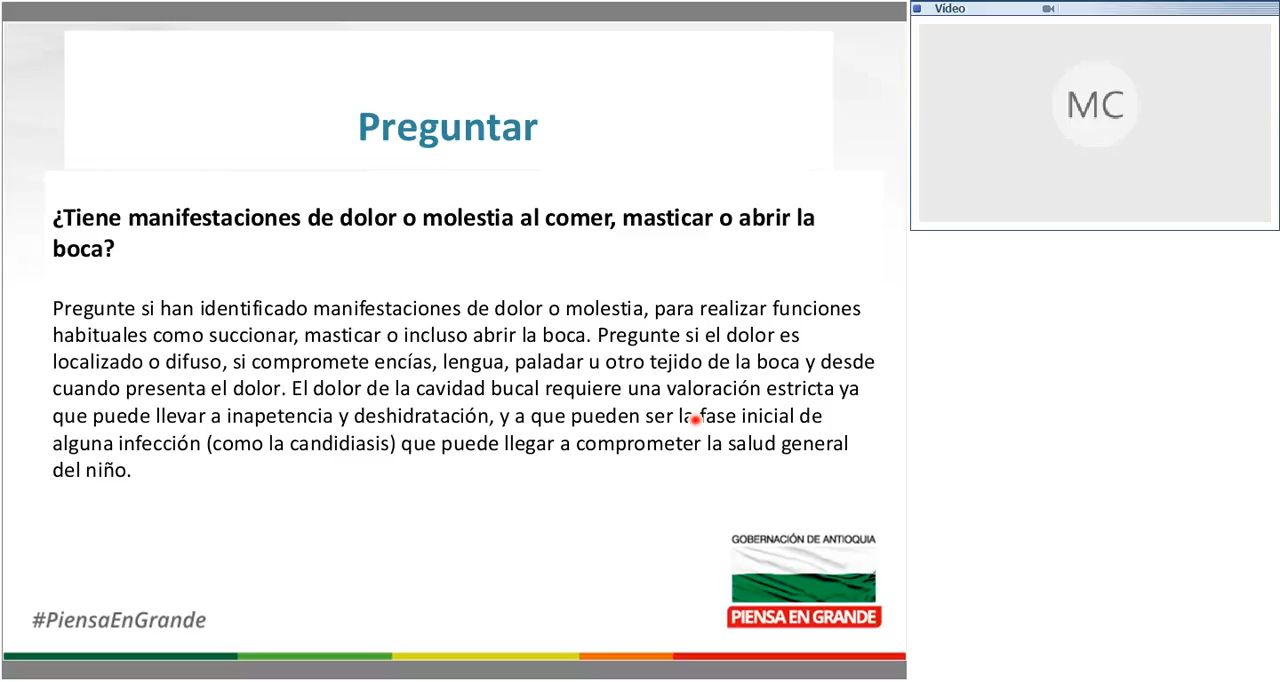 Preguntar
¿Tiene manifestaciones de dolor o molestia al comer, masticar o abrir la
boca?
Pregunte si han identificado manifestaciones de dolor o molestia, para realizar funciones
habituales como succionar, masticar o incluso abrir la boca. Pregunte si el dolor es
localizado o difuso, si compromete encías, lengua, paladar u otro tejido de la boca y desde
cuando presenta el dolor. El dolor de la cavidad bucal requiere una valoración estricta ya
que puede llevar a inapetencia y deshidratación, y a que pueden ser la fase inicial de
alguna infección (como la candidiasis) que puede llegar a comprometer la salud general
del niño.
GOBERNACIÓN DE ANTIOQUIA
PIENSA EN GRANDE
#PiensaEnGrande
Vídeo
MC